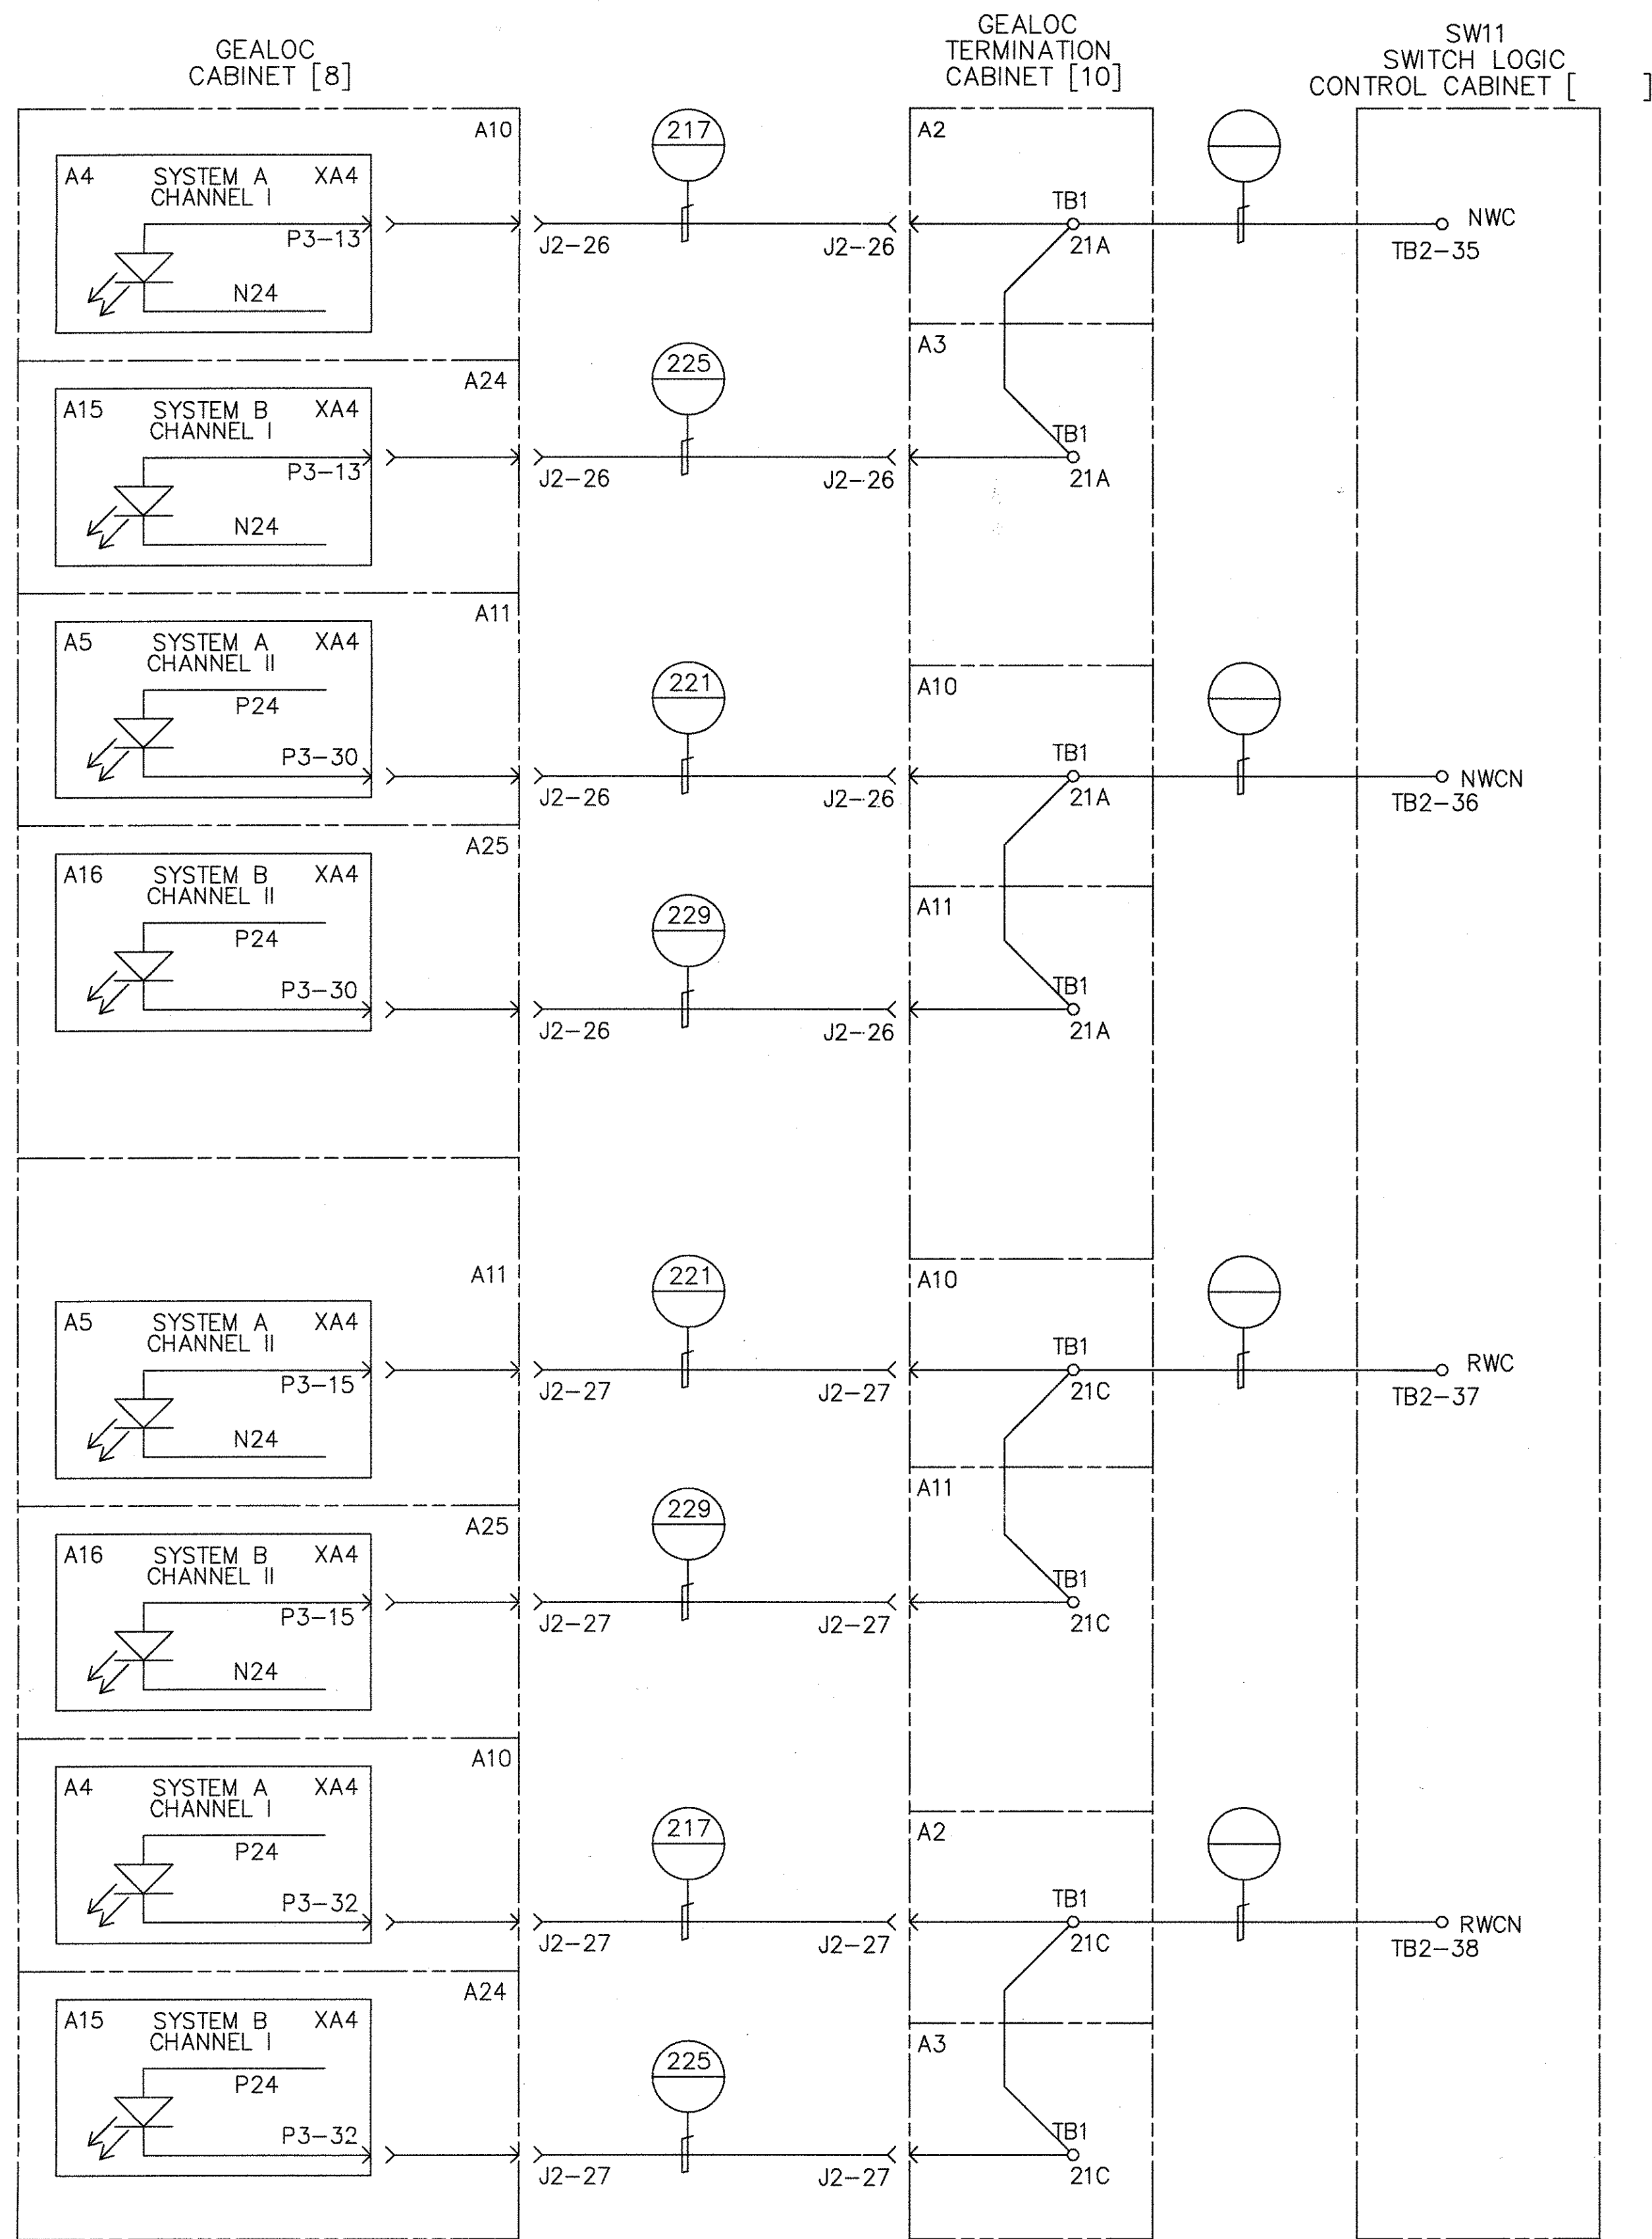 GEALOC
CABINET [8]
GEALOC
TERMINATION
CABINET [10]
SW11
SWITCH LOGIC
CONTROL CABINET [ ]
A10
217
A2
A4 SYSTEM A XA4
CHANNEL I
P3-13
N24
J2-26
J2-26
TB1
21A
NWC
TB2-35
A3
A24
225
A15 SYSTEM B XA4
CHANNEL I
P3-13
N24
J2-26
J2-26
TB1
21A
A11
A5 SYSTEM A XA4
CHANNEL II
P24
P3-30
221
J2-26
J2-26
A10
TB1
21A
NWCN
TB2-36
A25
A16 SYSTEM B XA4
CHANNEL II
P24
P3-30
229
J2-26
J2-26
A11
TB1
21A
A11
221
A10
A5 SYSTEM A XA4
CHANNEL II
P3-15
N24
J2-27
J2-27
TB1
21C
RWC
TB2-37
A11
A25
229
A16 SYSTEM B XA4
CHANNEL II
P3-15
N24
J2-27
J2-27
TB1
21C
A10
A4 SYSTEM A XA4
CHANNEL I
P24
P3-32
217
J2-27
J2-27
A2
TB1
21C
RWCN
TB2-38
A24
A15 SYSTEM B XA4
CHANNEL I
P24
P3-32
225
J2-27
J2-27
A3
TB1
21C